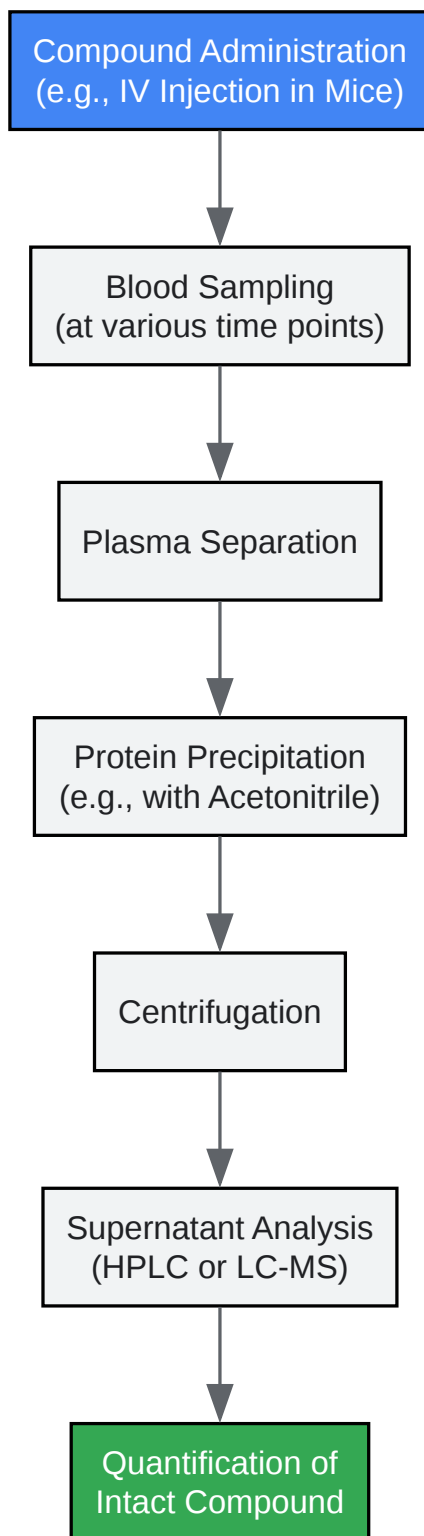 Compound Administration
(e.g., IV Injection in Mice)
Blood Sampling
(at various time points)
Plasma Separation
Protein Precipitation
(e.g., with Acetonitrile)
Centrifugation
Supernatant Analysis
(HPLC or LC-MS)
Quantification of
Intact Compound